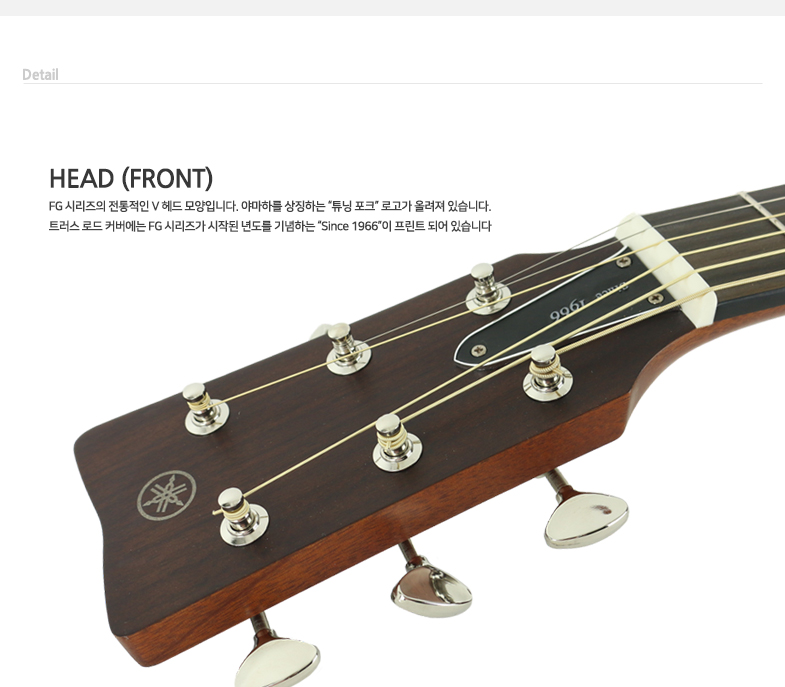 Detail
HEAD (FRONT)
FG 시리즈의 전통적인 V 헤드 모양입니다. 야마하를 상징하는 “튜닝 포크” 로고가 올려져 있습니다.
트러스 로드 커버에는 FG 시리즈가 시작된 년도를 기념하는 “Since 1966”이 프린트 되어 있습니다
Since 1966